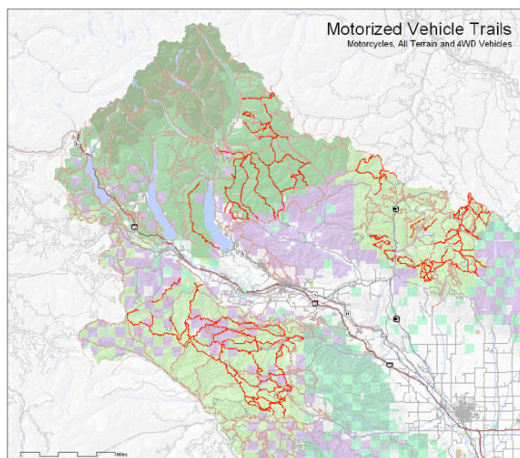 Motorized Vehicle Trails
Motorcycles, All Terrain and 4WD Vehicles
Miles